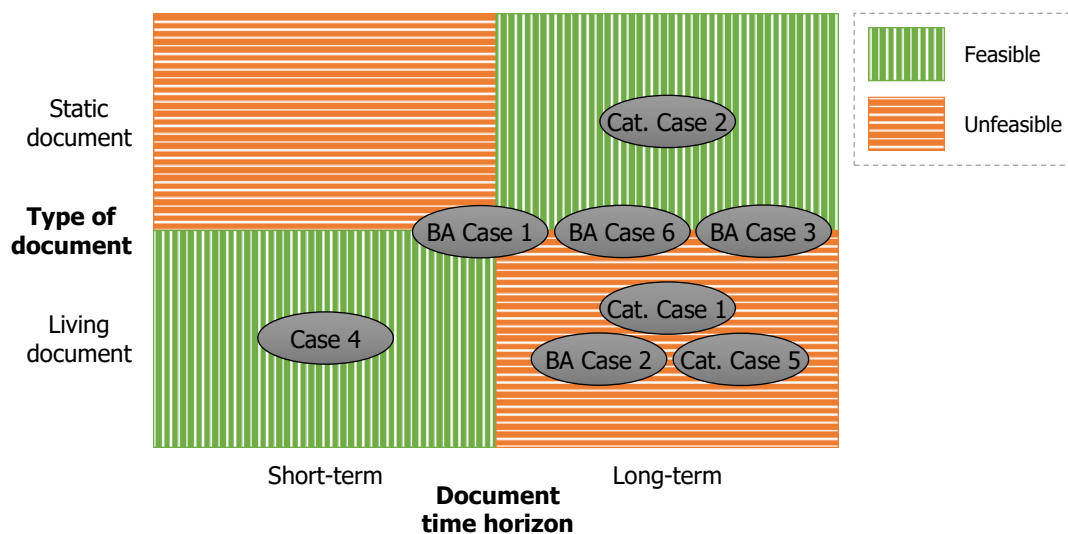 Feasible
Unfeasible
Static
document
Cat. Case 2
Type of
document
BA Case 1
BA Case 6
BA Case 3
Living
document
Case 4
Cat. Case 1
BA Case 2
Cat. Case 5
Short-term
Long-term
Document
time horizon